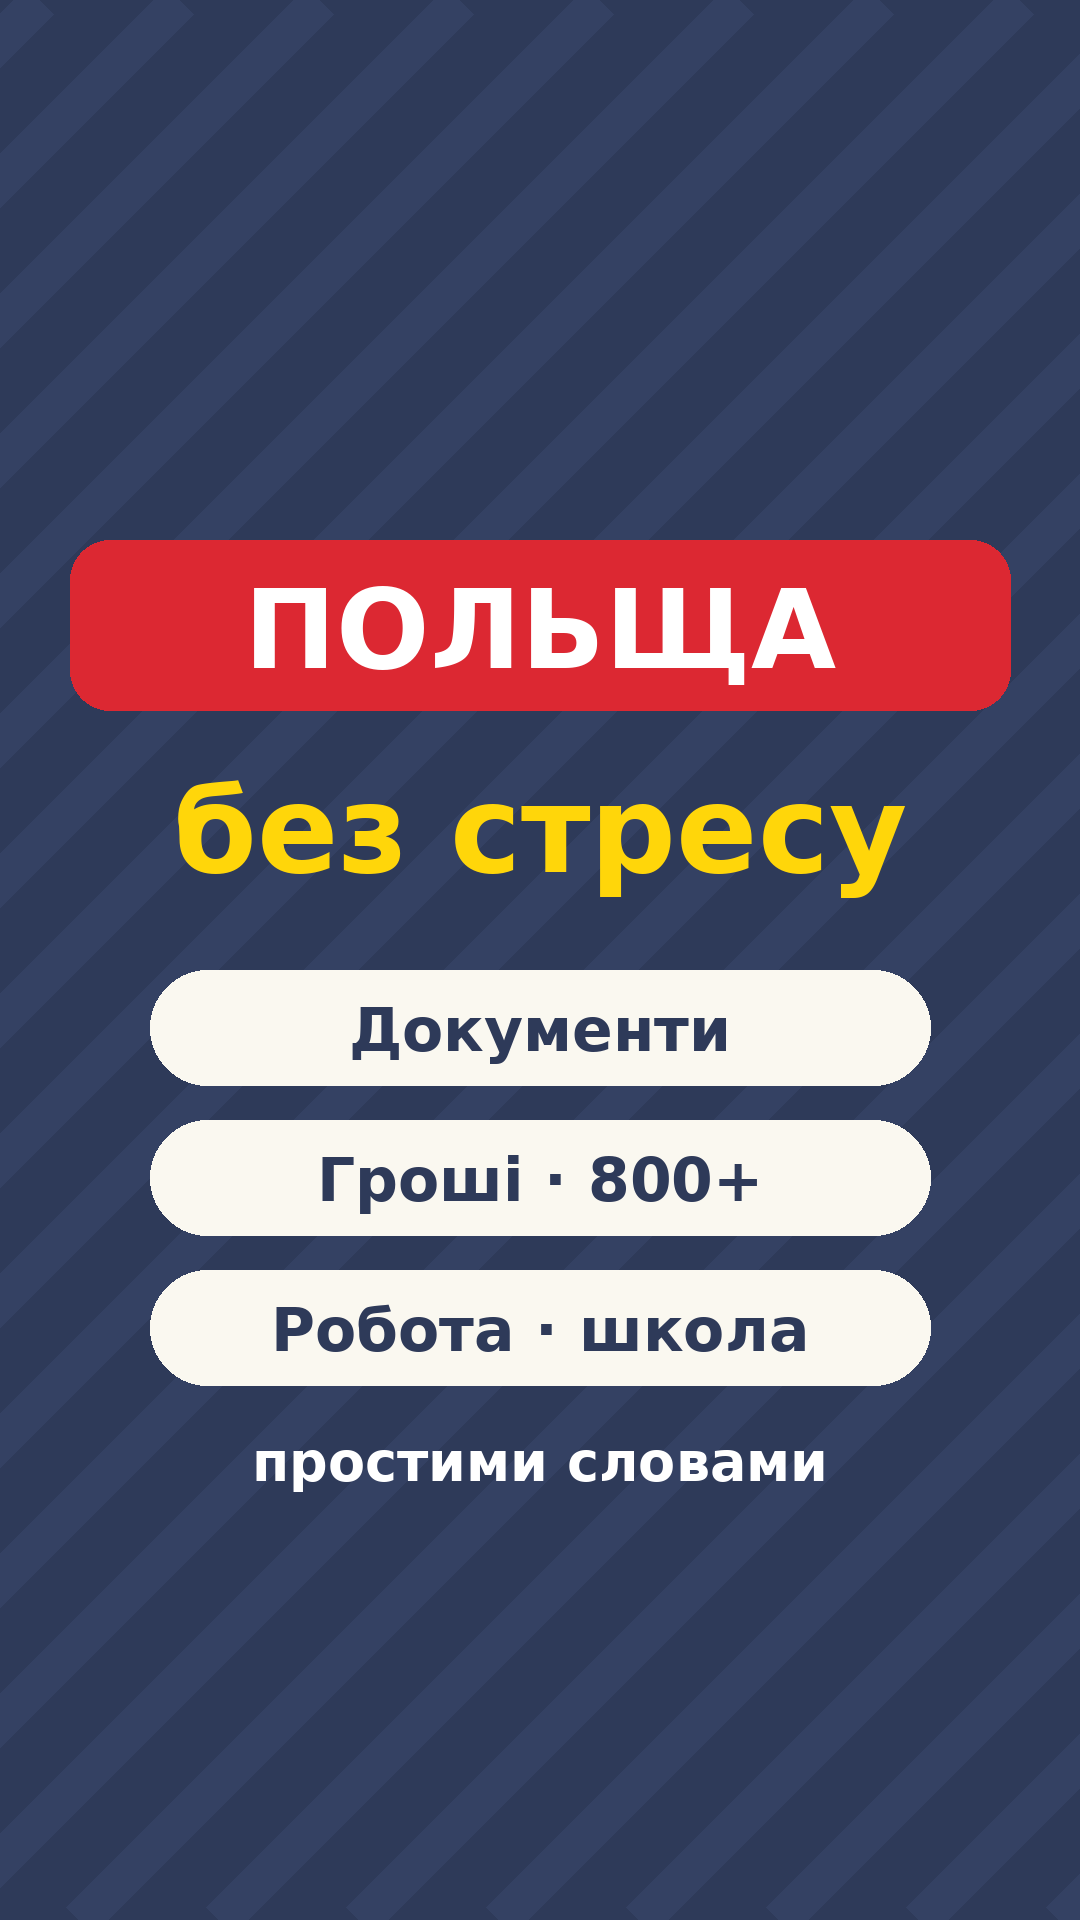 ПОЛЬЩА
без стресу
Документи
Гроші · 800+
Робота · школа
простими словами